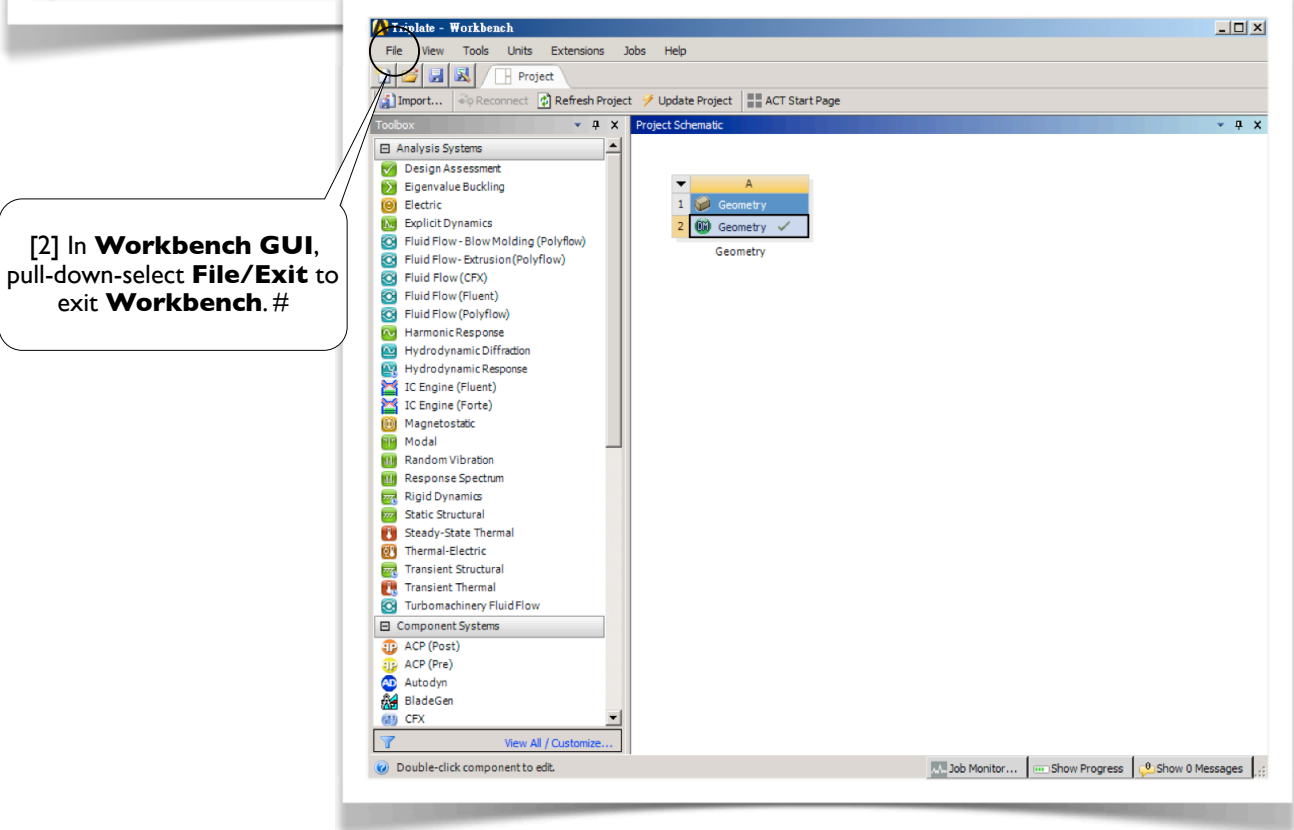 Triplate - Workbench
File View Tools Units Extensions Jobs Help
Project
Import... Reconnect Refresh Project Update Project ACT Start Page
Toolbox
Project Schematic
Analysis Systems
Design Assessment
Eigenvalue Buckling
Electric
Explicit Dynamics
Fluid Flow - Blow Molding (Polyflow)
Fluid Flow - Extrusion (Polyflow)
Fluid Flow (CFX)
Fluid Flow (Fluent)
Fluid Flow (Polyflow)
Harmonic Response
Hydrodynamic Diffraction
Hydrodynamic Response
IC Engine (Fluent)
IC Engine (Forte)
Magnetostatic
Modal
Random Vibration
Response Spectrum
Rigid Dynamics
Static Structural
Steady-State Thermal
Thermal-Electric
Transient Structural
Transient Thermal
Turbomachinery Fluid Flow
Component Systems
ACP (Post)
ACP (Pre)
Autodyn
BladeGen
CFX
View All / Customize...
A
1 Geometry
2 DM Geometry
Geometry
[2] In Workbench GUI,
pull-down-select File/Exit to
exit Workbench. #
Double-click component to edit.
Job Monitor... Show Progress Show 0 Messages